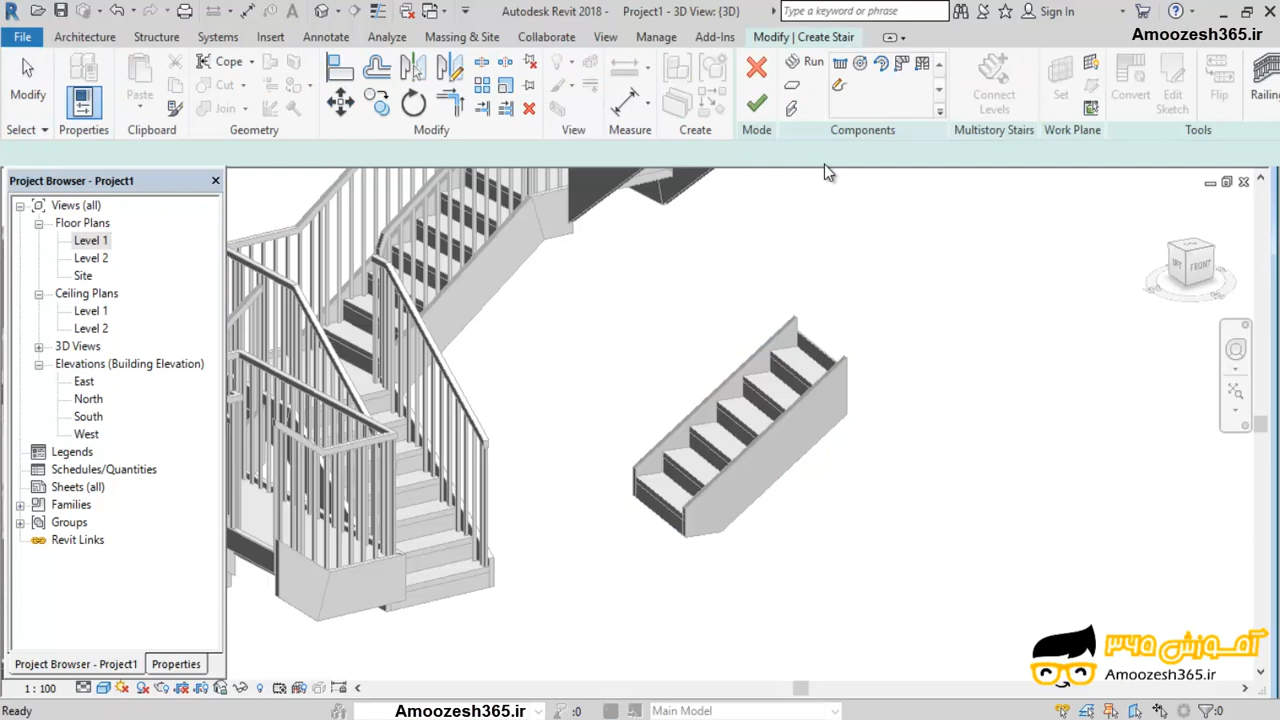 Autodesk Revit 2018 - Project1 - 3D View: {3D}
Type a keyword or phrase
Sign In
File Architecture Structure Systems Insert Annotate Analyze Massing & Site Collaborate View Manage Add-Ins Modify | Create Stair
Amoozesh365.ir
Modify
Paste
Cope
Cut
Join
Run
Connect Levels
Set
Convert
Edit Sketch
Flip
Railin
Select Properties Clipboard Geometry Modify View Measure Create Mode Components Multistory Stairs Work Plane Tools
Project Browser - Project1
Views (all)
Floor Plans
Level 1
Level 2
Site
Ceiling Plans
Level 1
Level 2
3D Views
Elevations (Building Elevation)
East
North
South
West
Legends
Schedules/Quantities
Sheets (all)
Families
Groups
Revit Links
FRONT
Project Browser - Project1 Properties
آموزش ۳۶۵
Amoozesh365.ir
1 : 100
Ready
Amoozesh365.ir
:0
Main Model
:0